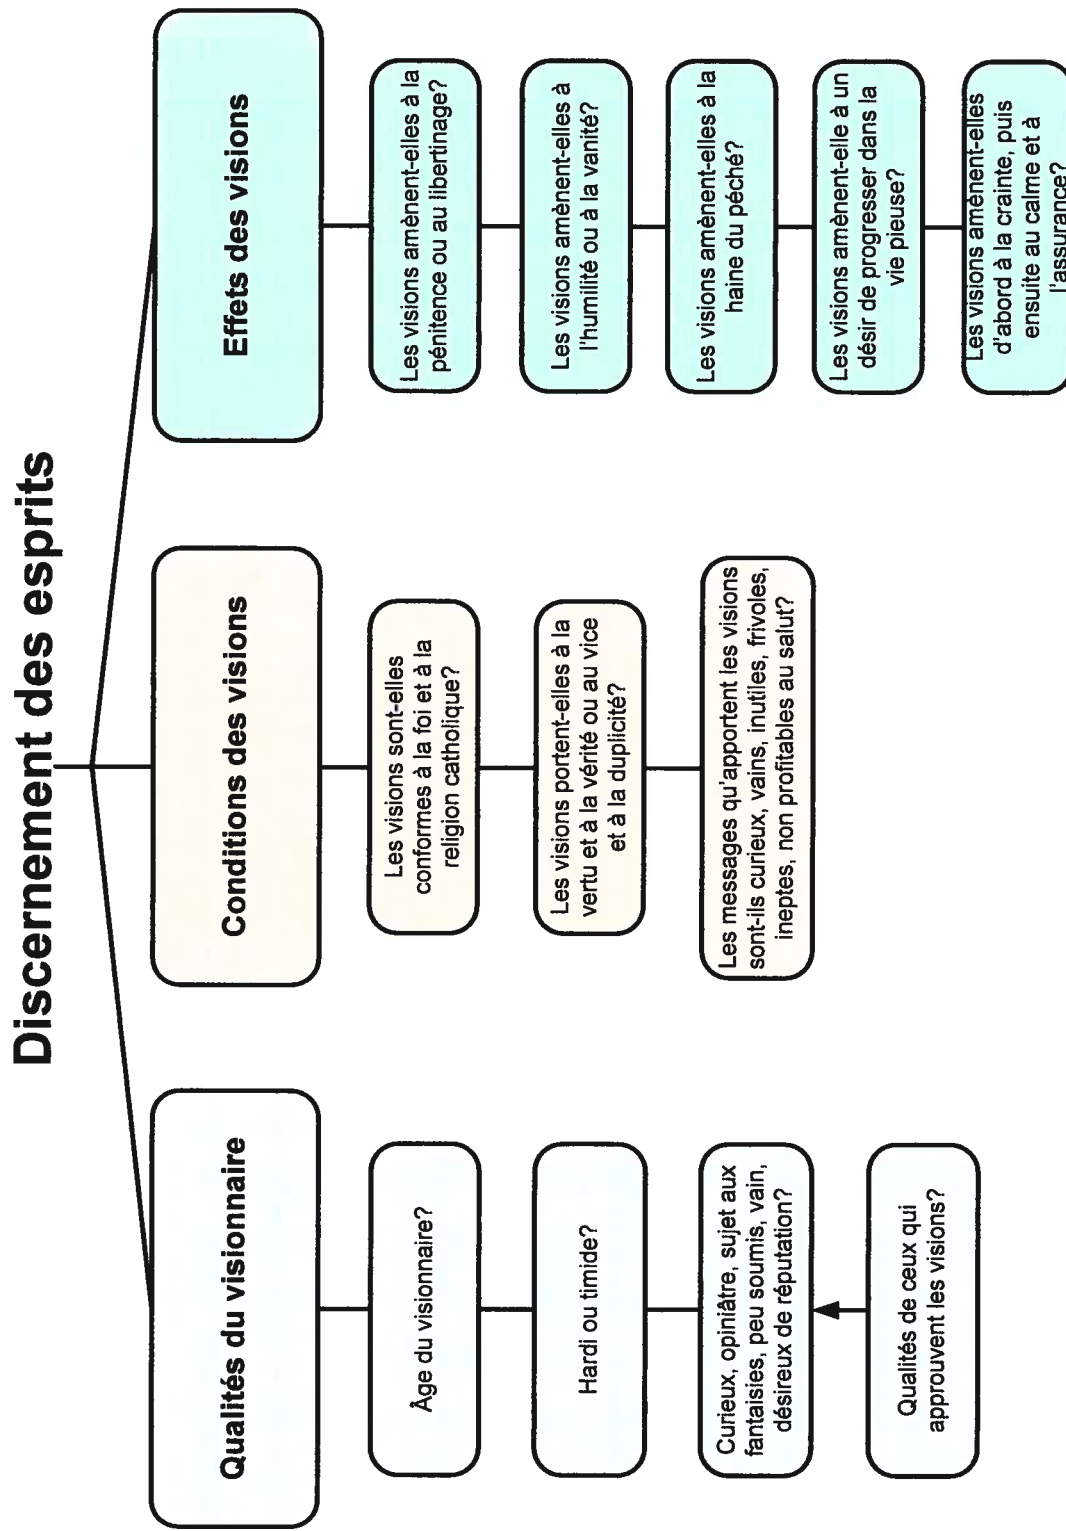 Discernement des esprits
Qualités du visionnaire
Âge du visionnaire?
Hardi ou timide?
Curieux, opiniâtre, sujet aux
fantaisies, peu soumis, vain,
désireux de réputation?
Qualités de ceux qui
approuvent les visions?
Conditions des visions
Les visions sont-elles
conformes à la foi et à la
religion catholique?
Les visions portent-elles à la
vertu et à la vérité ou au vice
et à la duplicité?
Les messages qu'apportent les visions
sont-ils curieux, vains, inutiles, frivoles,
ineptes, non profitables au salut?
Effets des visions
Les visions amènent-elles à la
pénitence ou au libertinage?
Les visions amènent-elles à
l'humilité ou à la vanité?
Les visions amènent-elles à la
haine du péché?
Les visions amènent-elle à un
désir de progresser dans la
vie pieuse?
Les visions amènent-elles
d'abord à la crainte, puis
ensuite au calme et à
l'assurance?